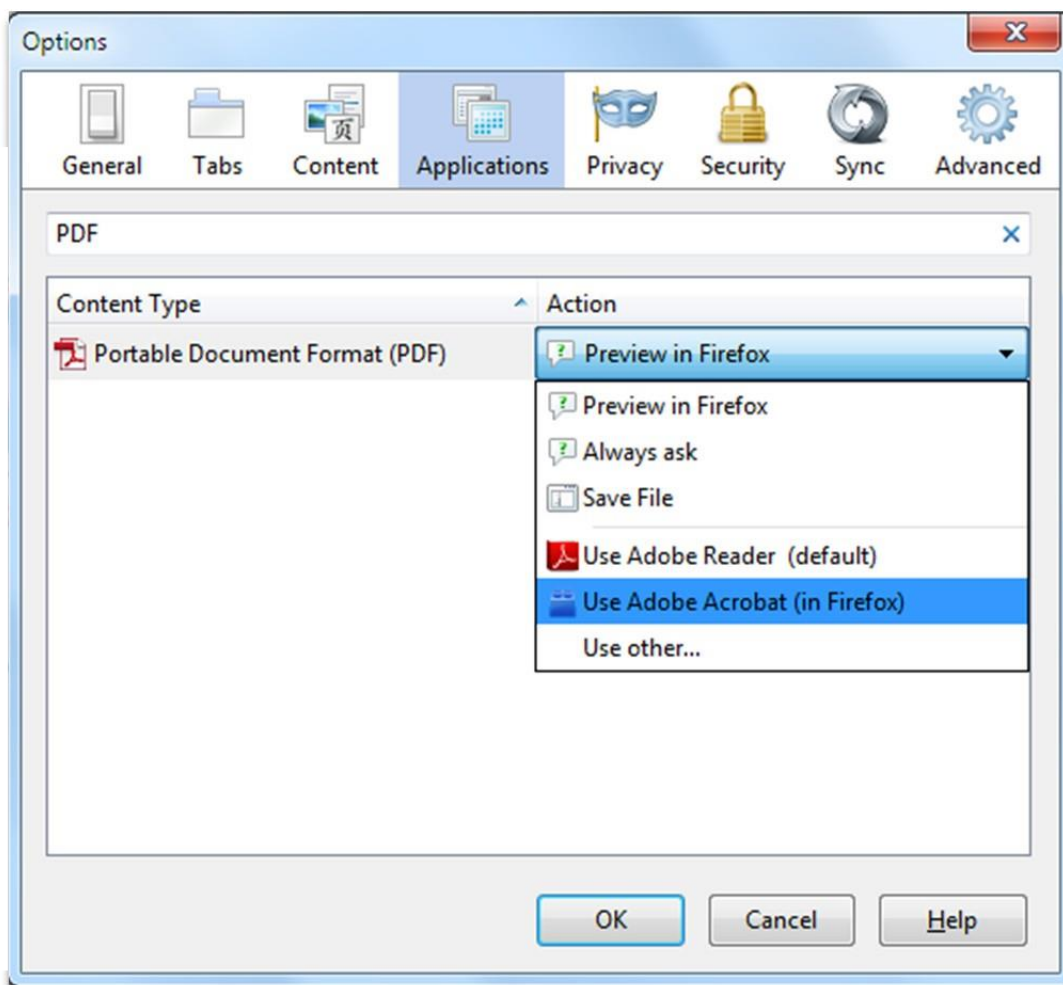 Options
General Tabs Content Applications Privacy Security Sync Advanced
页
PDF
Content Type Action
Portable Document Format (PDF) Preview in Firefox
Preview in Firefox
Always ask
Save File
Use Adobe Reader (default)
Use Adobe Acrobat (in Firefox)
Use other...
OK Cancel Help